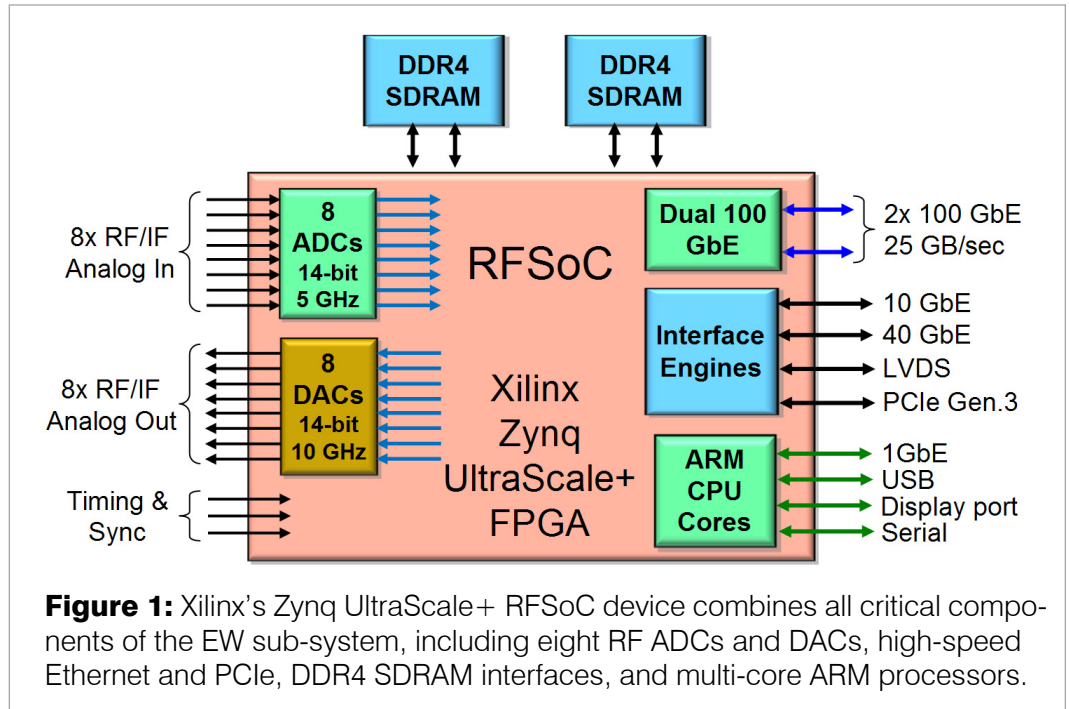 DDR4
SDRAM
DDR4
SDRAM
8x RF/IF
Analog In
8
ADCs
14-bit
5 GHz
RFSoC
Dual 100
GbE
2x 100 GbE
25 GB/sec
Interface
Engines
10 GbE
40 GbE
LVDS
PCIe Gen.3
8x RF/IF
Analog Out
8
DACs
14-bit
10 GHz
Xilinx
Zynq
UltraScale+
FPGA
ARM
CPU
Cores
1GbE
USB
Display port
Serial
Timing &
Sync
Figure 1: Xilinx's Zynq UltraScale+ RFSoC device combines all critical compo-
nents of the EW sub-system, including eight RF ADCs and DACs, high-speed
Ethernet and PCIe, DDR4 SDRAM interfaces, and multi-core ARM processors.